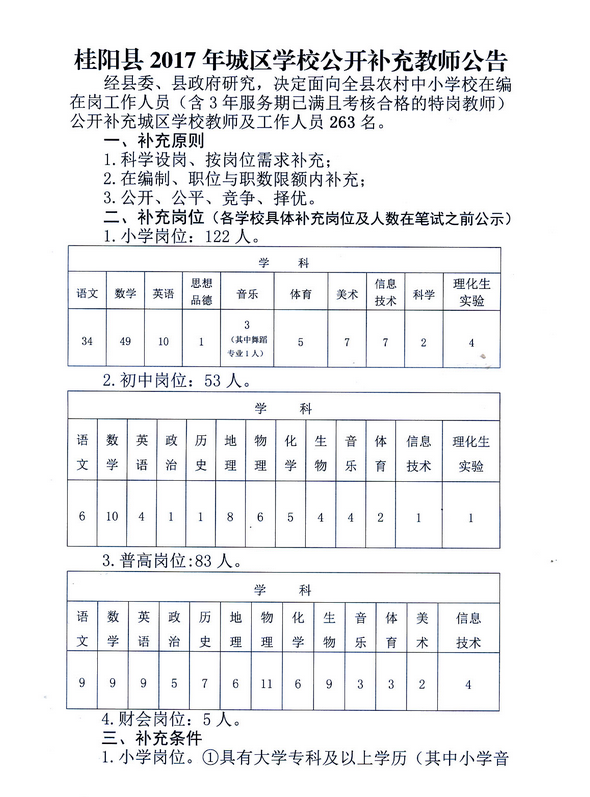 桂阳县 2017 年城区学校公开补充教师公告
经县委、县政府研究，决定面向全县农村中小学校在编
在岗工作人员（含 3 年服务期已满且考核合格的特岗教师）
公开补充城区学校教师及工作人员 263 名。
一、补充原则
1. 科学设岗、按岗位需求补充；
2. 在编制、职位与职数限额内补充；
3. 公开、公平、竞争、择优。
二、补充岗位（各学校具体补充岗位及人数在笔试之前公示）
1. 小学岗位：122 人。
学 科
语文 数学 英语 思想品德 音乐 体育 美术 信息技术 科学 理化生实验
34 49 10 1 3（其中舞蹈专业 1 人） 5 7 7 2 4
2. 初中岗位：53 人。
学 科
语文 数学 英语 政治 历史 地理 物理 化学 生物 音乐 体育 信息技术 理化生实验
6 10 4 1 1 8 6 5 4 4 2 1 1
3. 普高岗位:83 人。
学 科
语文 数学 英语 政治 历史 地理 物理 化学 生物 音乐 体育 美术 信息技术
9 9 9 5 7 6 11 6 9 3 3 2 4
4. 财会岗位：5 人。
三、补充条件
1. 小学岗位。①具有大学专科及以上学历（其中小学音